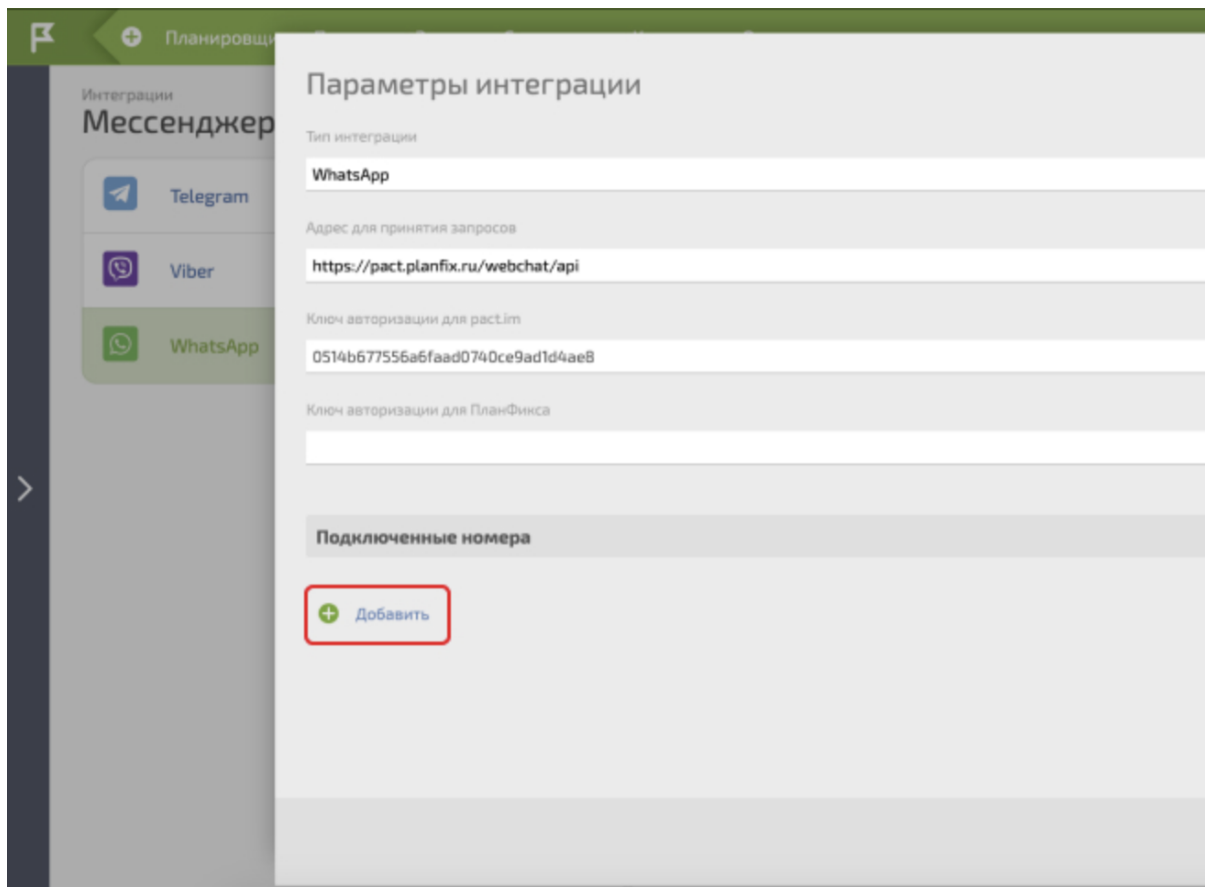 Планировщи
Интеграции
Мессенджер
Telegram
Viber
WhatsApp
Параметры интеграции
Тип интеграции
WhatsApp
Адрес для принятия запросов
https://pact.planfix.ru/webchat/api
Ключ авторизации для pact.im
0514b677556a6faad0740ce9ad1d4ae8
Ключ авторизации для ПланФикса
Подключенные номера
Добавить